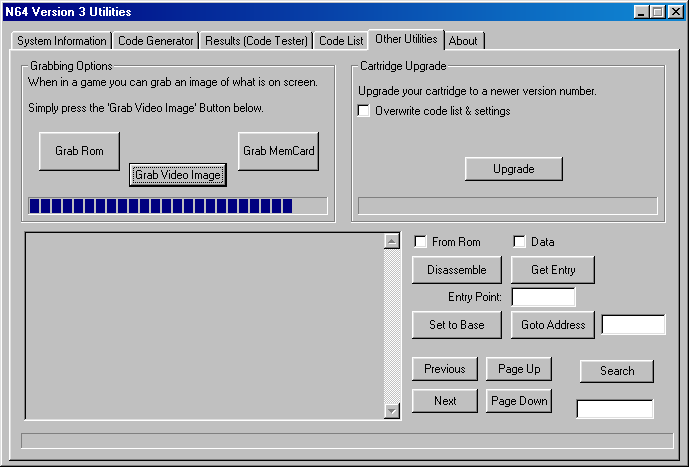 N64 Version 3 Utilities
System Information Code Generator Results (Code Tester) Code List Other Utilities About
Grabbing Options
When in a game you can grab an image of what is on screen.
Simply press the 'Grab Video Image' Button below.
Grab Rom
Grab MemCard
Grab Video Image
Cartridge Upgrade
Upgrade your cartridge to a newer version number.
Overwrite code list & settings
Upgrade
From Rom Data
Disassemble Get Entry
Entry Point:
Set to Base Goto Address
Previous Page Up Search
Next Page Down